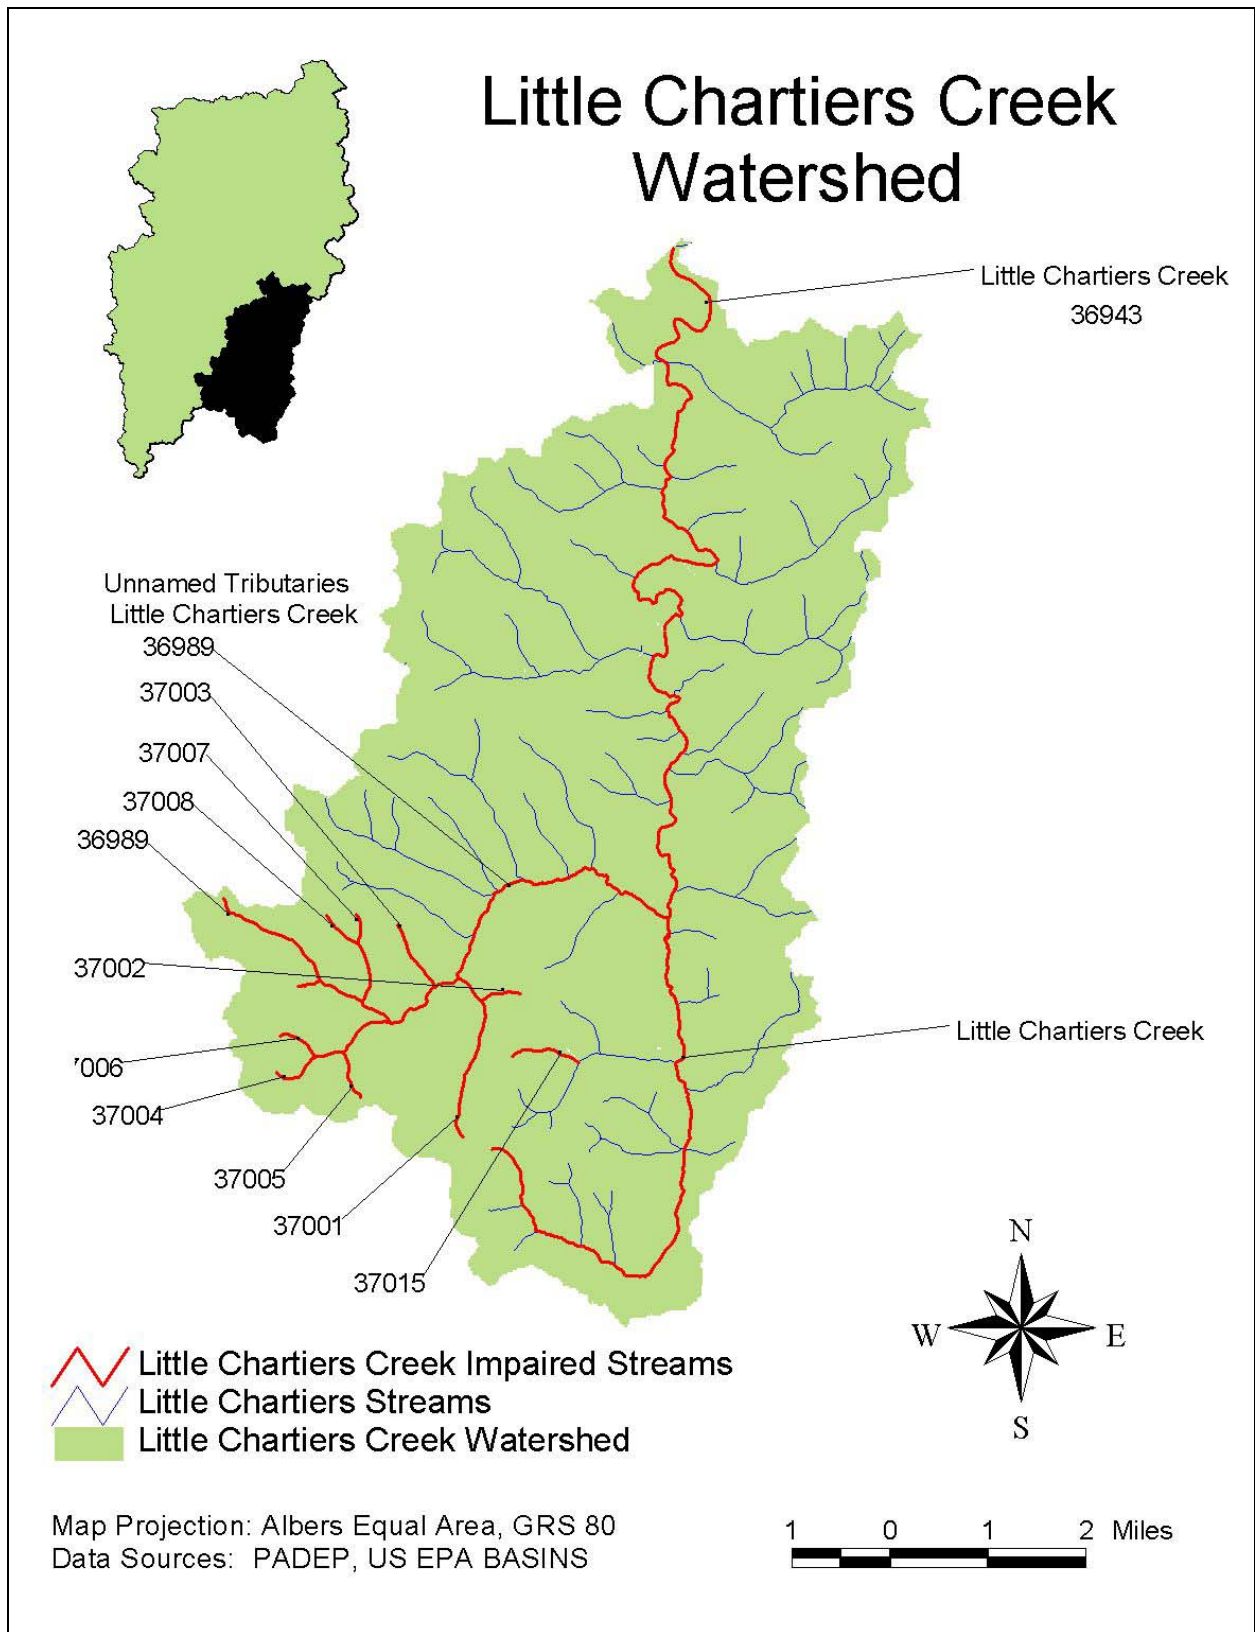 Little Chartiers Creek
Watershed
Little Chartiers Creek
36943
Unnamed Tributaries
Little Chartiers Creek
36989
37003
37007
37008
36989
37002
7006
37004
37005
37001
37015
Little Chartiers Creek
N
W E
S
Little Chartiers Creek Impaired Streams
Little Chartiers Streams
Little Chartiers Creek Watershed
Map Projection: Albers Equal Area, GRS 80
Data Sources: PADEP, US EPA BASINS
1 0 1 2 Miles